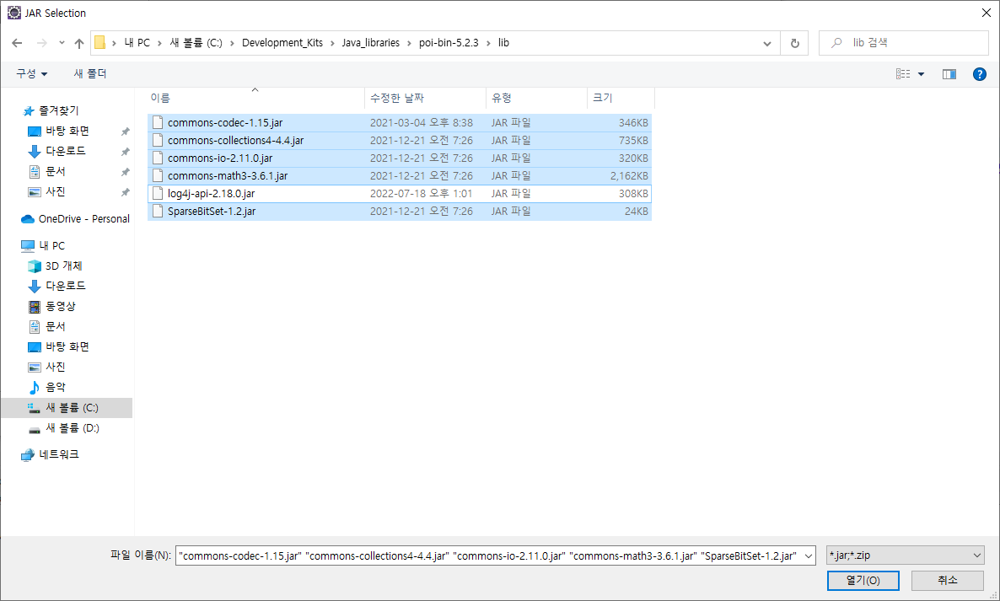 JAR Selection
내 PC > 새 볼륨 (C:) > Development_Kits > Java_libraries > poi-bin-5.2.3 > lib
lib 검색
구성
새 폴더
이름 수정한 날짜 유형 크기
commons-codec-1.15.jar 2021-03-04 오후 8:38 JAR 파일 346KB
commons-collections4-4.4.jar 2021-12-21 오전 7:26 JAR 파일 735KB
commons-io-2.11.0.jar 2021-12-21 오전 7:26 JAR 파일 320KB
commons-math3-3.6.1.jar 2021-12-21 오전 7:26 JAR 파일 2,162KB
log4j-api-2.18.0.jar 2022-07-18 오후 1:01 JAR 파일 308KB
SparseBitSet-1.2.jar 2021-12-21 오전 7:26 JAR 파일 24KB
즐겨찾기
바탕 화면
다운로드
문서
사진
OneDrive - Personal
내 PC
3D 개체
다운로드
동영상
문서
바탕 화면
사진
음악
새 볼륨 (C:)
새 볼륨 (D:)
네트워크
파일 이름(N): "commons-codec-1.15.jar" "commons-collections4-4.4.jar" "commons-io-2.11.0.jar" "commons-math3-3.6.1.jar" "SparseBitSet-1.2.jar"
*.jar;*.zip
열기(O)
취소